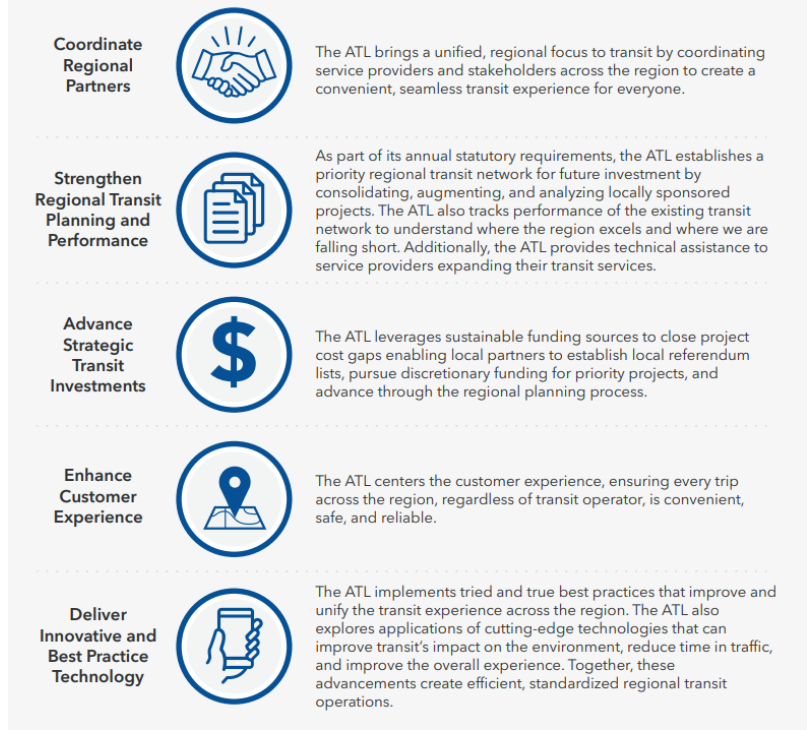 Coordinate
Regional
Partners
The ATL brings a unified, regional focus to transit by coordinating
service providers and stakeholders across the region to create a
convenient, seamless transit experience for everyone.
Strengthen
Regional Transit
Planning and
Performance
As part of its annual statutory requirements, the ATL establishes a
priority regional transit network for future investment by
consolidating, augmenting, and analyzing locally sponsored
projects. The ATL also tracks performance of the existing transit
network to understand where the region excels and where we are
falling short. Additionally, the ATL provides technical assistance to
service providers expanding their transit services.
Advance
Strategic
Transit
Investments
$
The ATL leverages sustainable funding sources to close project
cost gaps enabling local partners to establish local referendum
lists, pursue discretionary funding for priority projects, and
advance through the regional planning process.
Enhance
Customer
Experience
The ATL centers the customer experience, ensuring every trip
across the region, regardless of transit operator, is convenient,
safe, and reliable.
Deliver
Innovative and
Best Practice
Technology
The ATL implements tried and true best practices that improve and
unify the transit experience across the region. The ATL also
explores applications of cutting-edge technologies that can
improve transit's impact on the environment, reduce time in traffic,
and improve the overall experience. Together, these
advancements create efficient, standardized regional transit
operations.